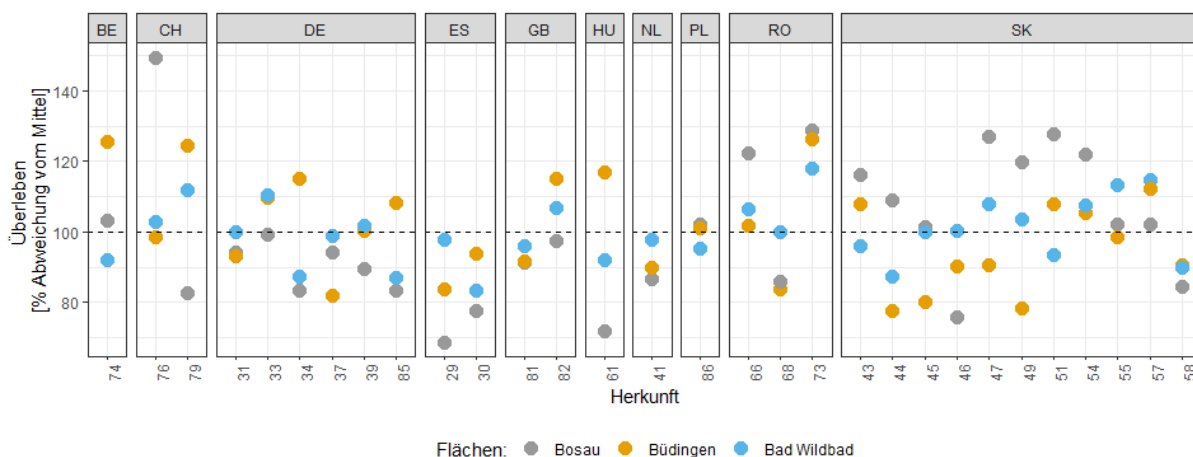 BE CH DE ES GB HU NL PL RO SK
Überleben
[% Abweichung vom Mittel]
140
120
100
80
74 76 79 31 33 34 37 39 85 29 30 81 82 61 41 86 66 68 73 43 44 45 46 47 49 51 54 55 57 58
Herkunft
Flächen: Bosau Büdingen Bad Wildbad